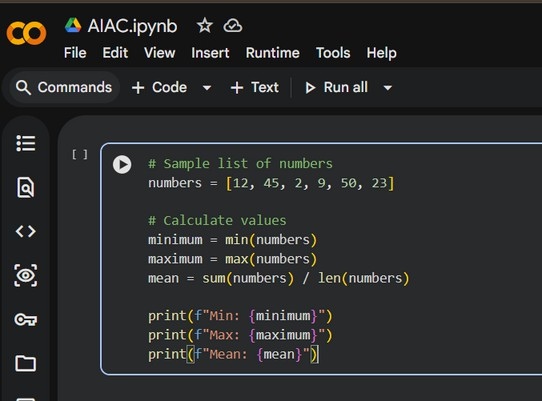 AIAC.ipynb
File Edit View Insert Runtime Tools Help
Commands + Code + Text Run all
[ ]
# Sample list of numbers
numbers = [12, 45, 2, 9, 50, 23]
# Calculate values
minimum = min(numbers)
maximum = max(numbers)
mean = sum(numbers) / len(numbers)
print(f"Min: {minimum}")
print(f"Max: {maximum}")
print(f"Mean: {mean}")